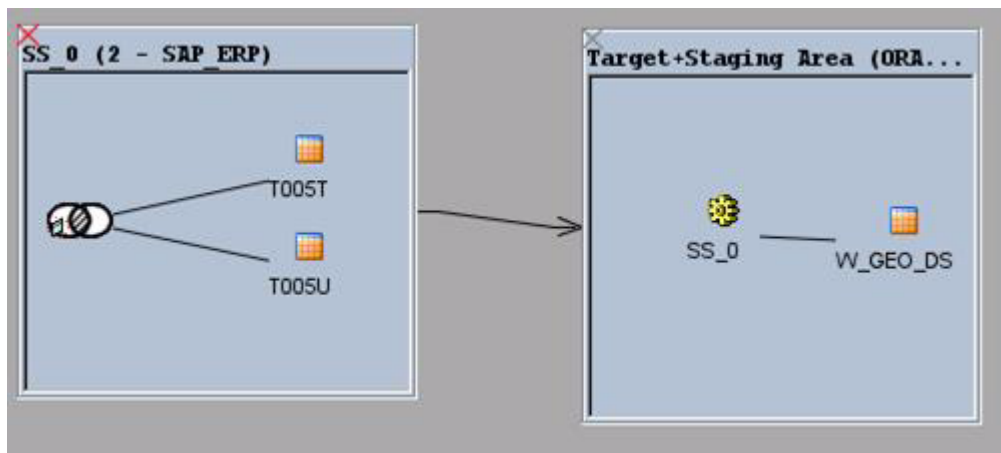 SS_0 (2 - SAP_ERP)
T005T
T005U
Target+Staging Area (ORA...
SS_0
W_GEO_DS